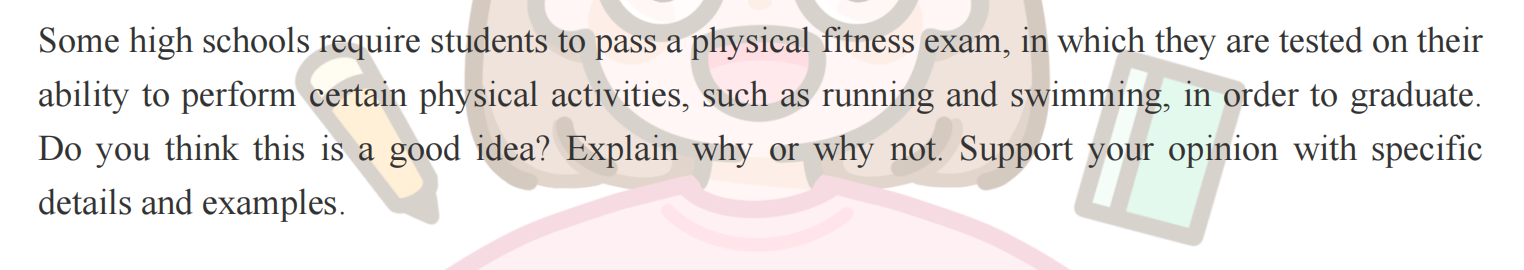 Some high schools require students to pass a physical fitness exam, in which they are tested on their
ability to perform certain physical activities, such as running and swimming, in order to graduate.
Do you think this is a good idea? Explain why or why not. Support your opinion with specific
details and examples.